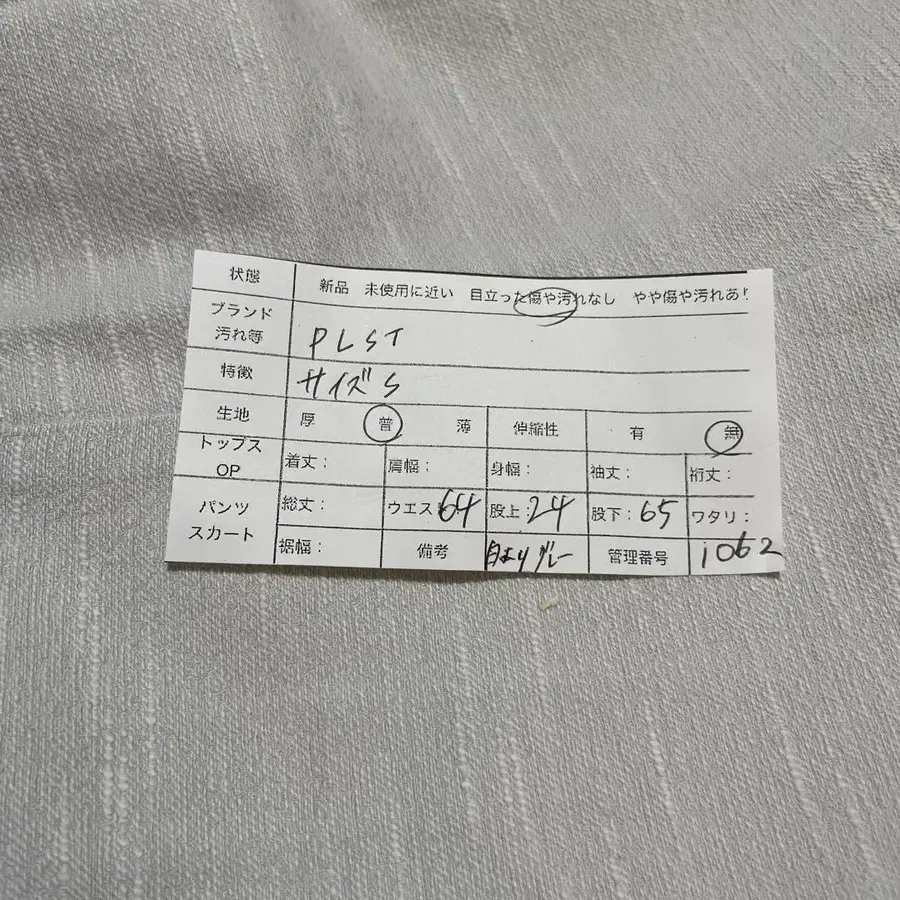 状態 新品 未使用に近い 目立った傷や汚れなし やや傷や汚れあり
ブランド
汚れ等 PLST
特徴 サイズS
生地 厚 普 薄 伸縮性 有 無
トップス
OP 着丈: 肩幅: 身幅: 袖丈: 裄丈:
パンツ
スカート 総丈: ウエス 64 股上:24 股下:65 ワタリ:
裾幅: 備考 白よりグレー 管理番号 i062